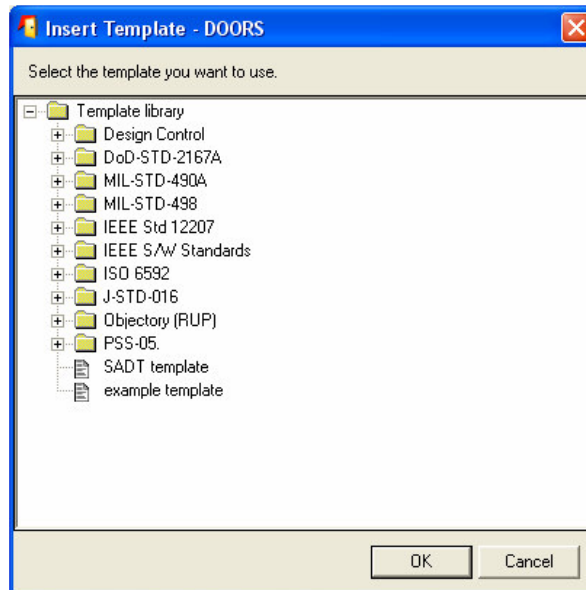 Insert Template - DOORS
Select the template you want to use.
Template library
Design Control
DoD-STD-2167A
MIL-STD-490A
MIL-STD-498
IEEE Std 12207
IEEE S/W Standards
ISO 6592
J-STD-016
Objectory (RUP)
PSS-05.
SADT template
example template
OK Cancel